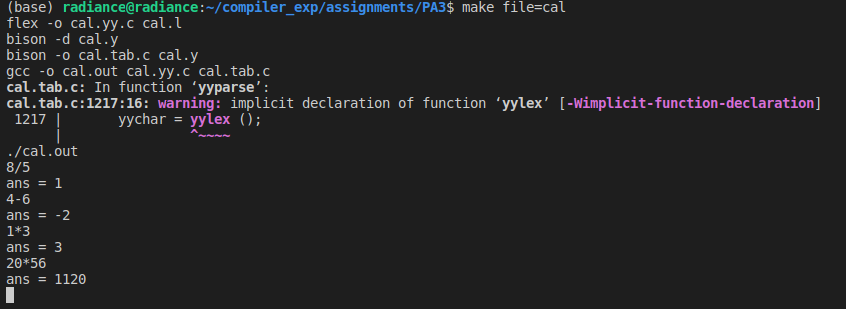 (base) radiance@radiance:~/compiler_exp/assignments/PA3$ make file=cal
flex -o cal.yy.c cal.l
bison -d cal.y
bison -o cal.tab.c cal.y
gcc -o cal.out cal.yy.c cal.tab.c
cal.tab.c: In function ‘yyparse’:
cal.tab.c:1217:16: warning: implicit declaration of function ‘yylex’ [-Wimplicit-function-declaration]
 1217 |       yychar = yylex ();
      |                ^~~~~
./cal.out
8/5
ans = 1
4-6
ans = -2
1*3
ans = 3
20*56
ans = 1120